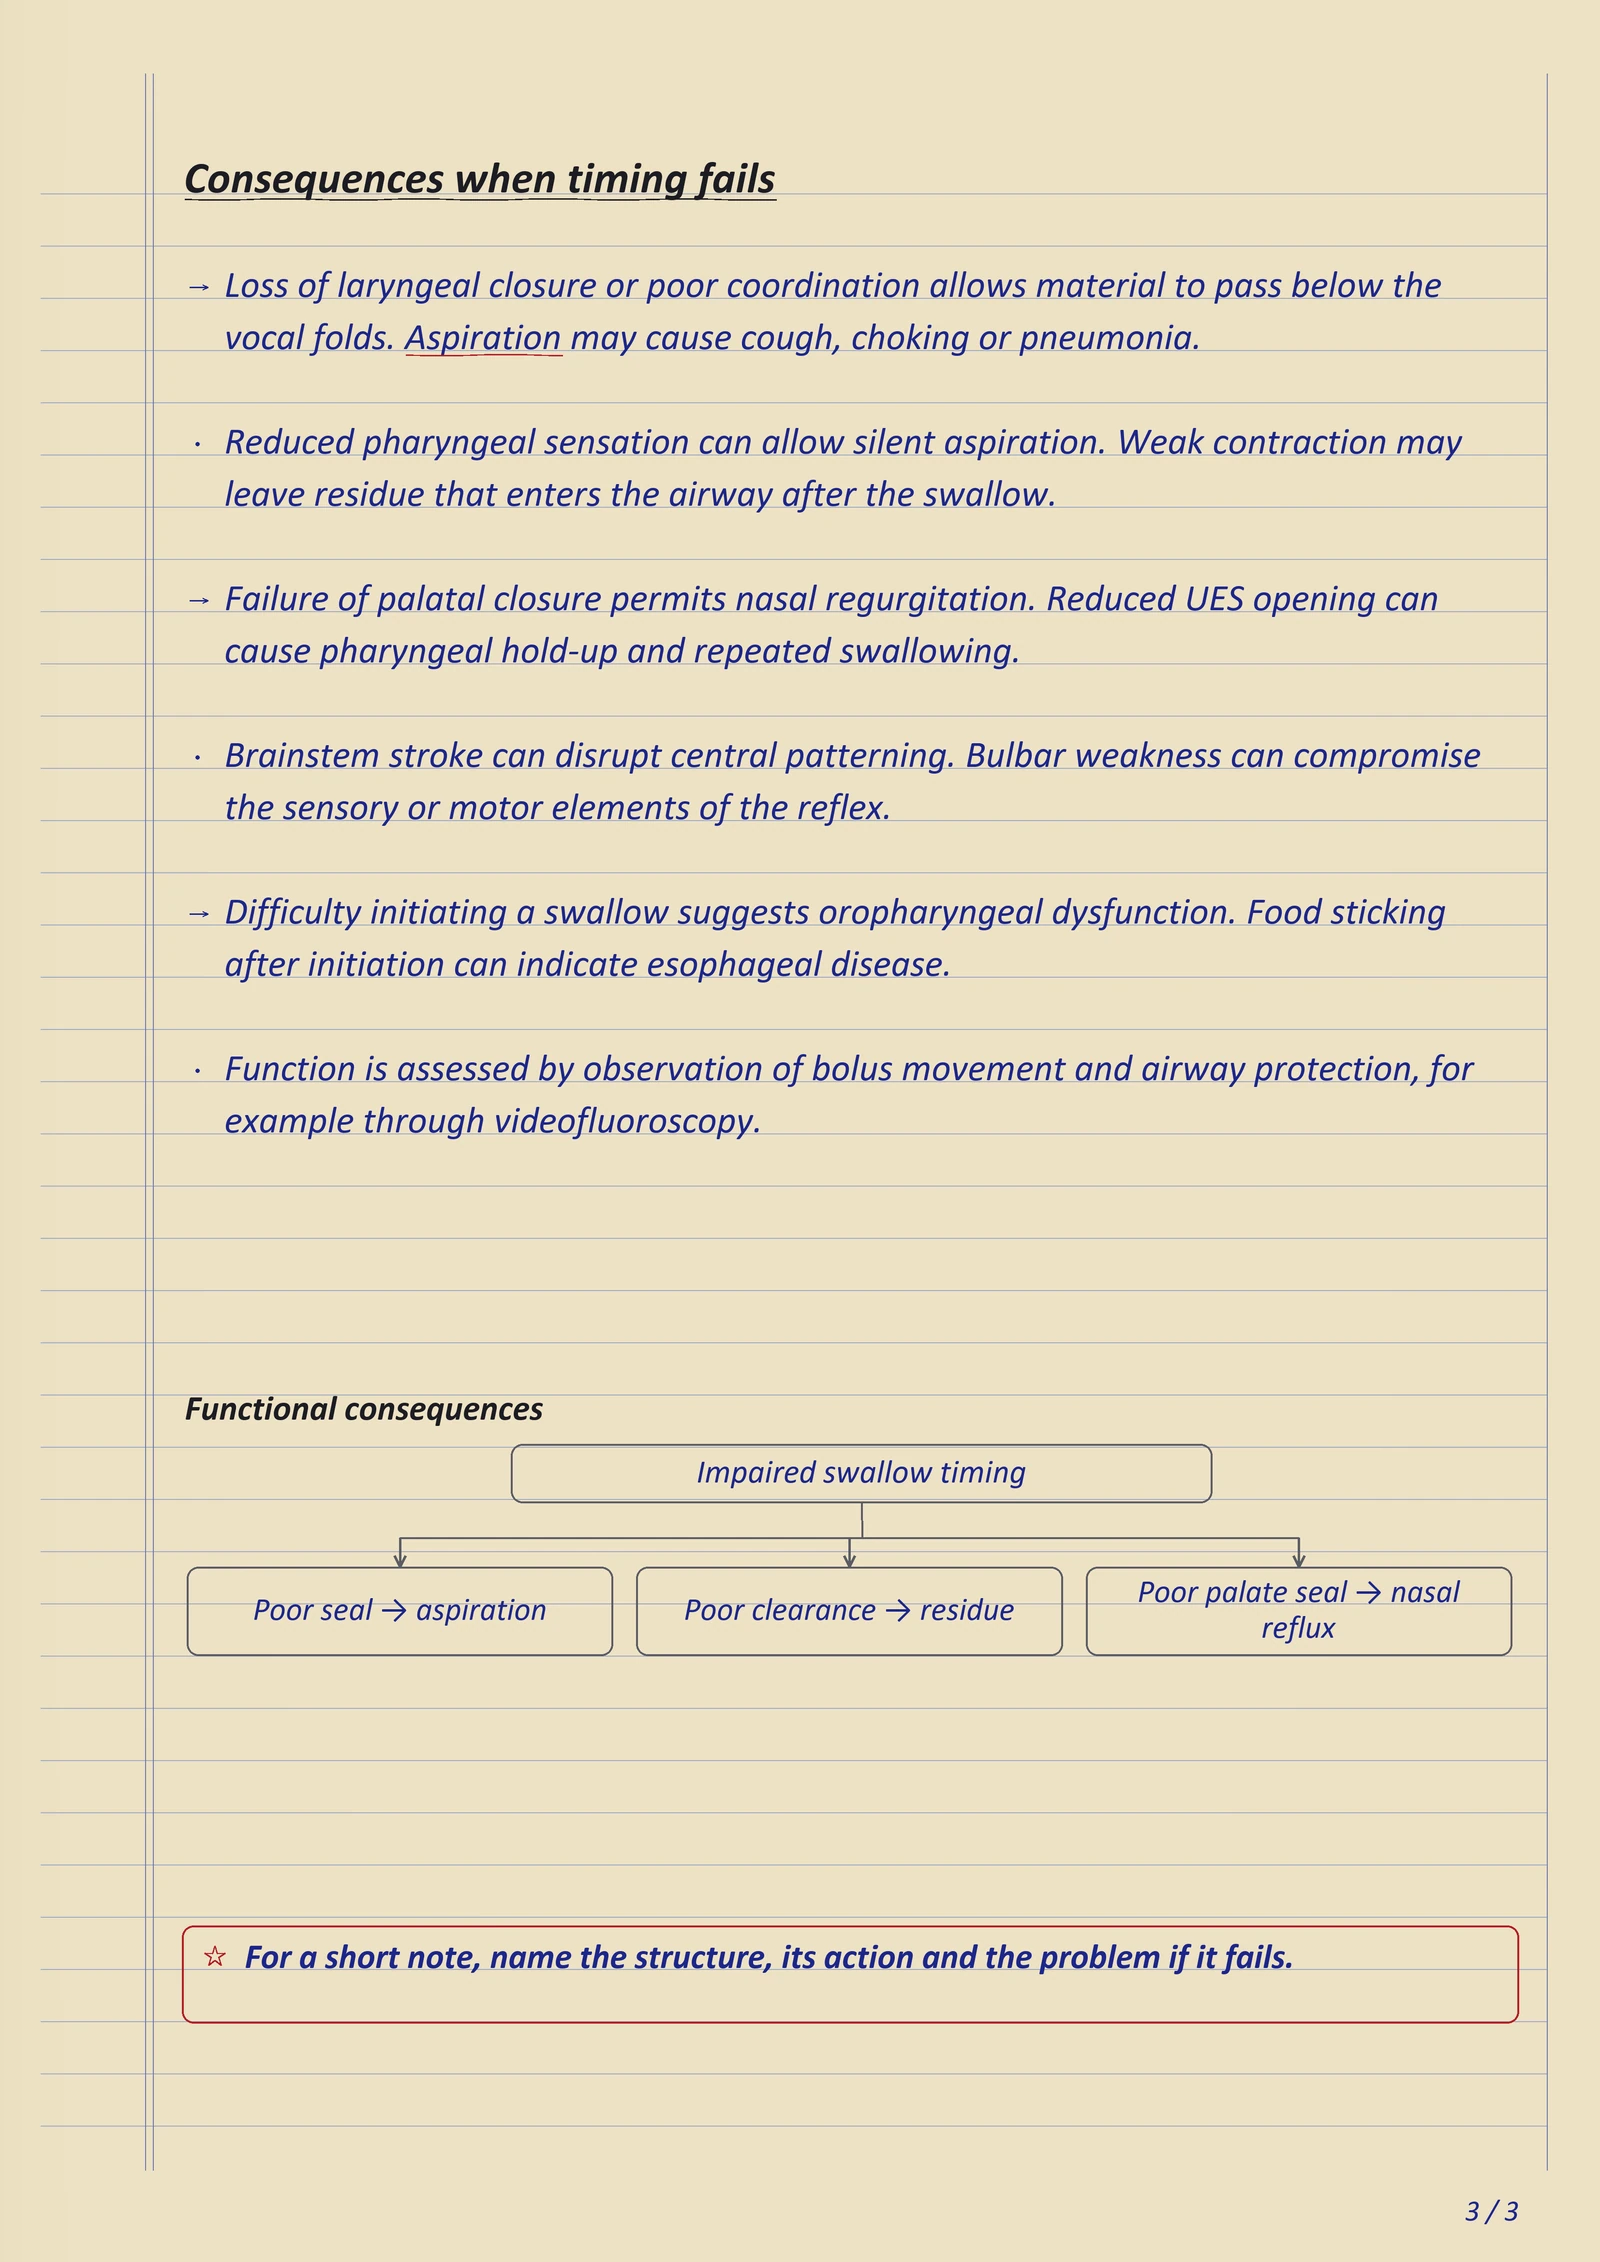 Consequences when timing fails
→ Loss of laryngeal closure or poor coordination allows material to pass below the
vocal folds. Aspiration may cause cough, choking or pneumonia.
· Reduced pharyngeal sensation can allow silent aspiration. Weak contraction may
leave residue that enters the airway after the swallow.
→ Failure of palatal closure permits nasal regurgitation. Reduced UES opening can
cause pharyngeal hold-up and repeated swallowing.
· Brainstem stroke can disrupt central patterning. Bulbar weakness can compromise
the sensory or motor elements of the reflex.
→ Difficulty initiating a swallow suggests oropharyngeal dysfunction. Food sticking
after initiation can indicate esophageal disease.
· Function is assessed by observation of bolus movement and airway protection, for
example through videofluoroscopy.
Functional consequences
Impaired swallow timing
Poor seal → aspiration
Poor clearance → residue
Poor palate seal → nasal
reflux
☆ For a short note, name the structure, its action and the problem if it fails.
3 / 3